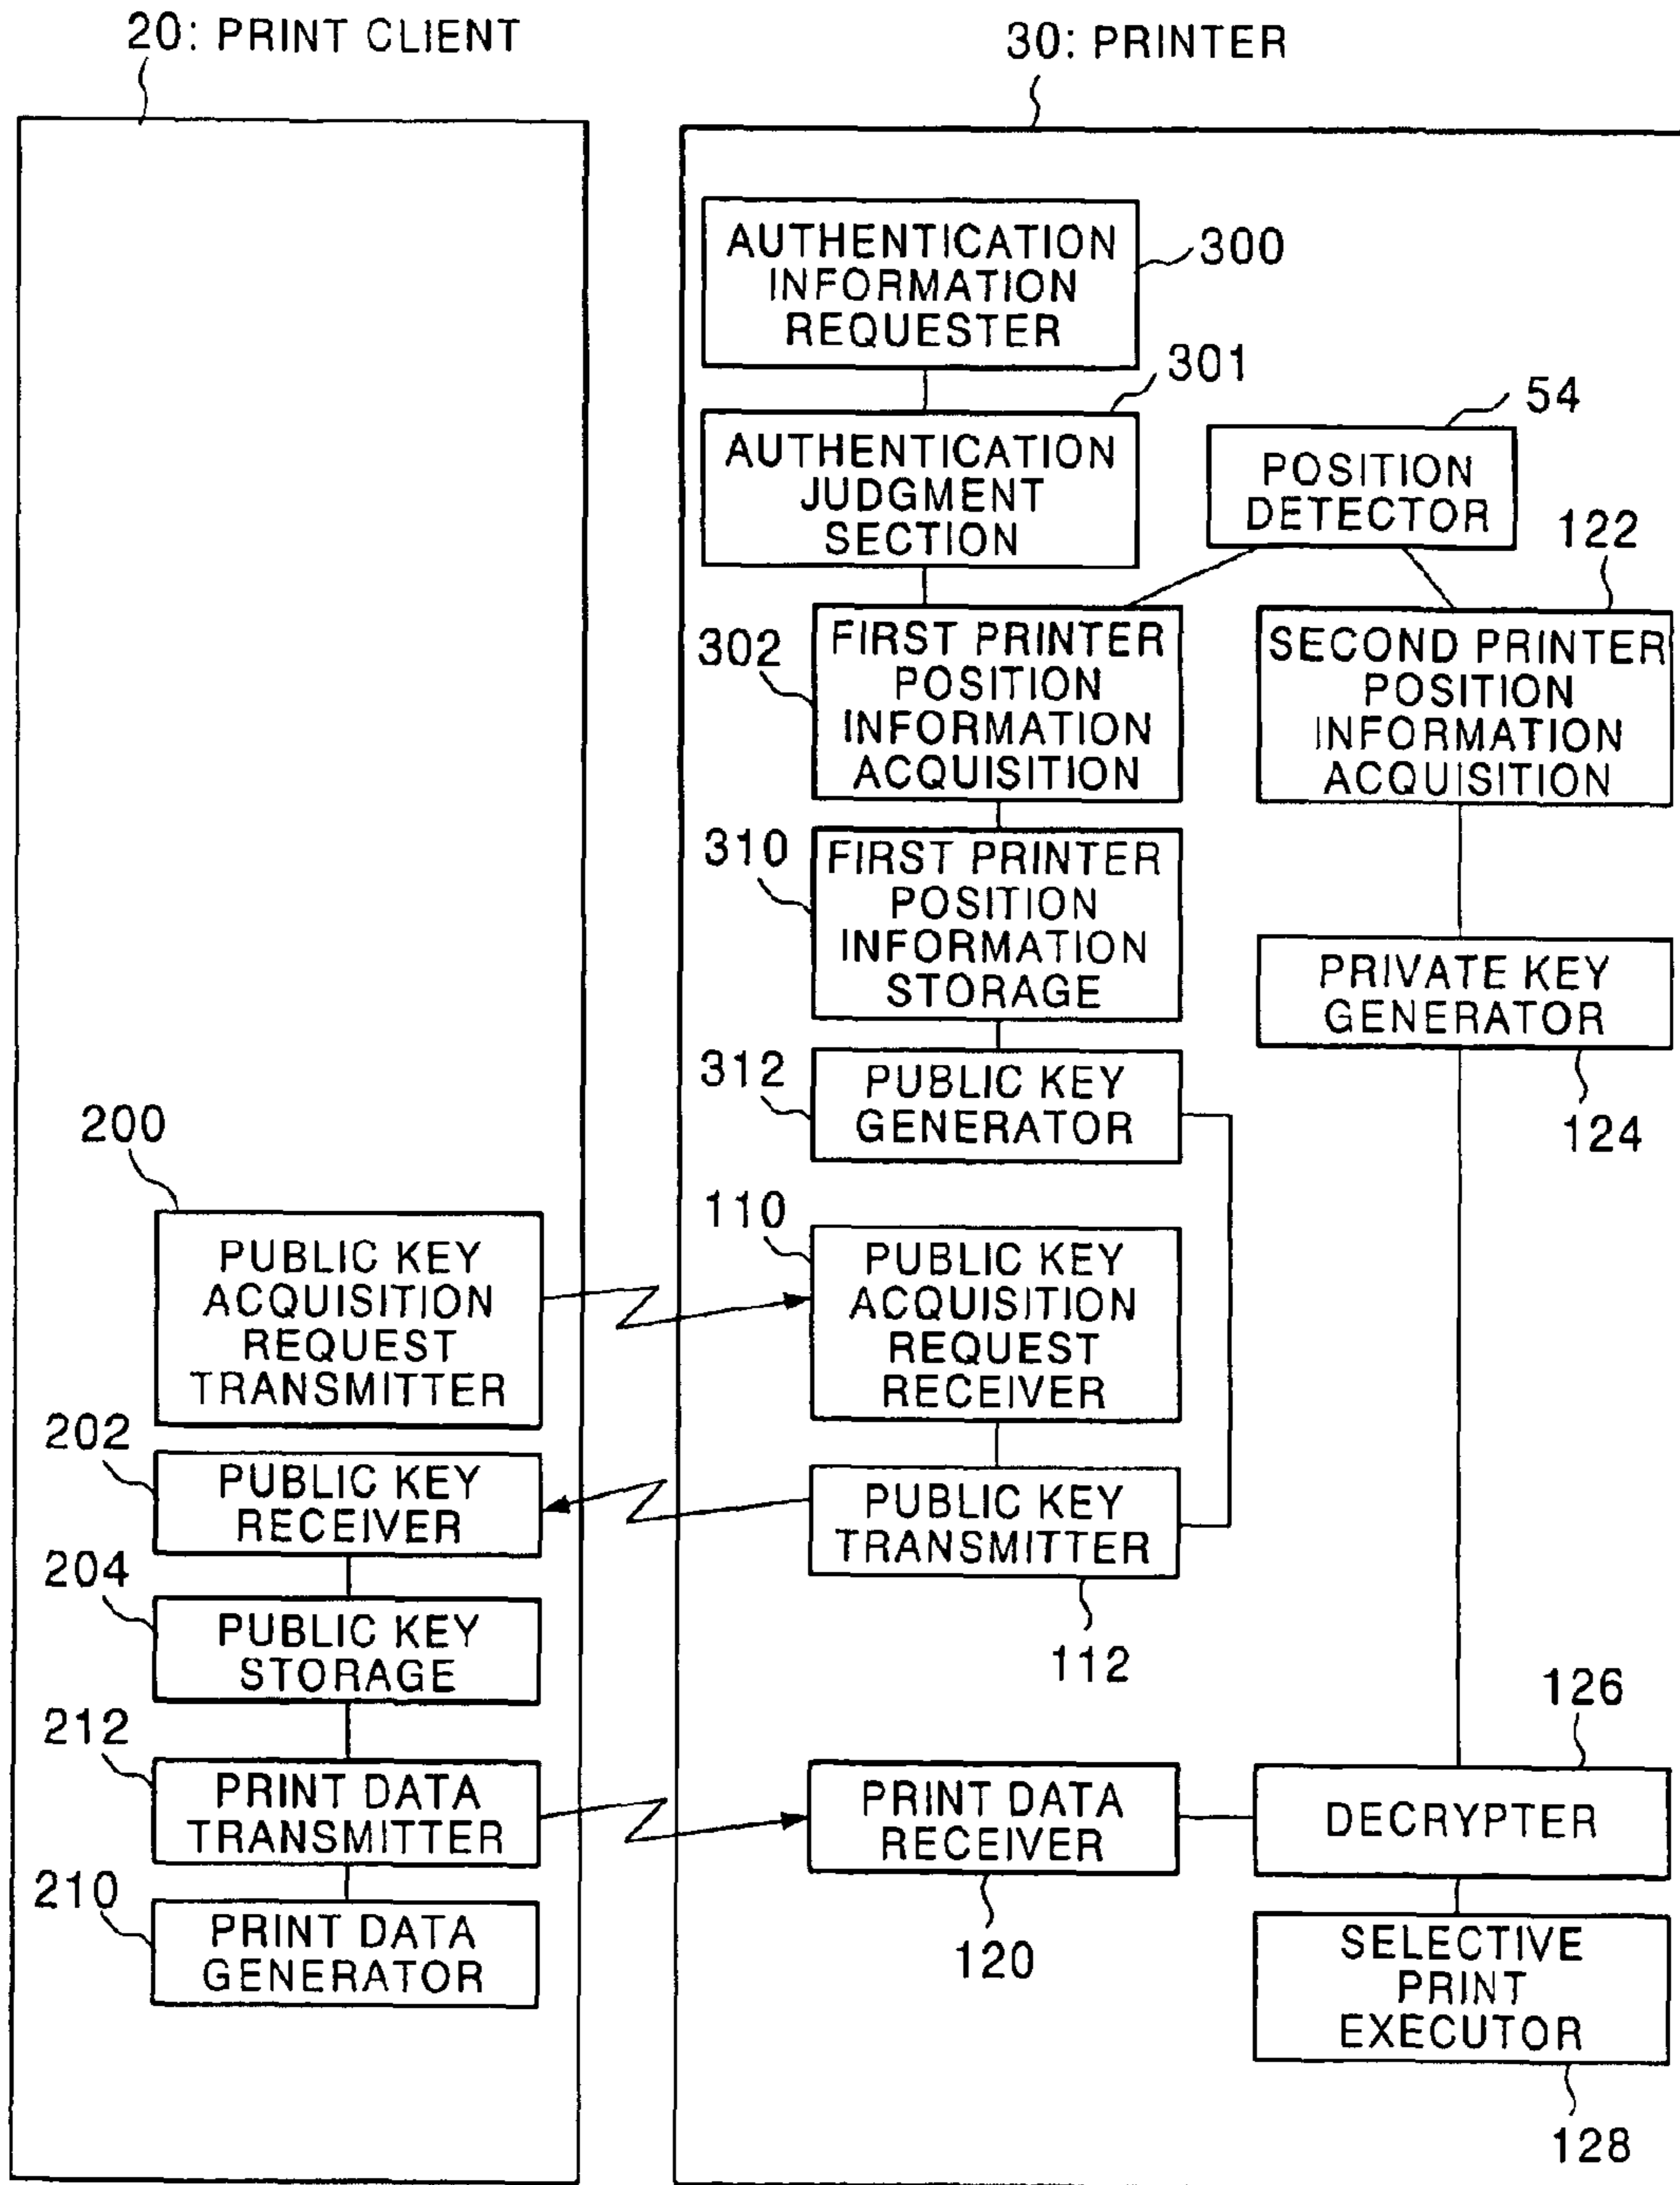 20: PRINT CLIENT
30: PRINTER
AUTHENTICATION
INFORMATION
REQUESTER
300
301
AUTHENTICATION
JUDGMENT
SECTION
54
POSITION
DETECTOR
122
302
FIRST PRINTER
POSITION
INFORMATION
ACQUISITION
SECOND PRINTER
POSITION
INFORMATION
ACQUISITION
310
FIRST PRINTER
POSITION
INFORMATION
STORAGE
PRIVATE KEY
GENERATOR
124
312
PUBLIC KEY
GENERATOR
200
PUBLIC KEY
ACQUISITION
REQUEST
TRANSMITTER
110
PUBLIC KEY
ACQUISITION
REQUEST
RECEIVER
202
PUBLIC KEY
RECEIVER
PUBLIC KEY
TRANSMITTER
112
204
PUBLIC KEY
STORAGE
212
PRINT DATA
TRANSMITTER
PRINT DATA
RECEIVER
120
126
DECRYPTER
210
PRINT DATA
GENERATOR
SELECTIVE
PRINT
EXECUTOR
128